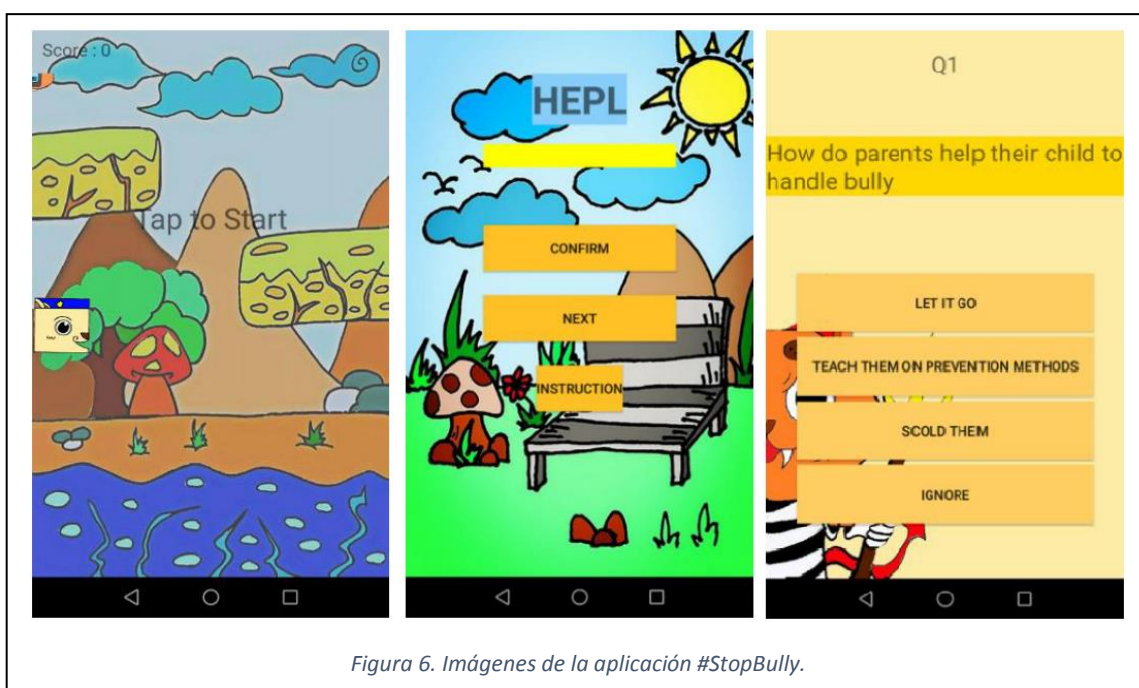 Score : 0
Tap to Start
HEPL
CONFIRM
NEXT
INSTRUCTION
Q1
How do parents help their child to
handle bully
LET IT GO
TEACH THEM ON PREVENTION METHODS
SCOLD THEM
IGNORE
Figura 6. Imágenes de la aplicación #StopBully.